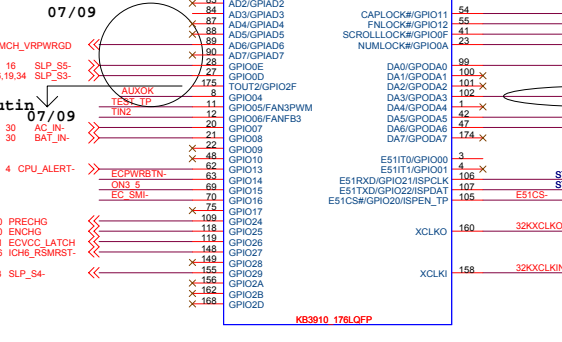 07/09
83 AD2/GPIAD2
84 AD3/GPIAD3
87 AD4/GPIAD4
88 AD5/GPIAD5
MCH_VRPWRGD 89 AD6/GPIAD6
90 AD7/GPIAD7
16 SLP_S5- 28 GPIO0E
,19,34 SLP_S3- 27 GPIO0D
175 TOUT2/GPIO2F
AUXOK 8 GPIO04
utin 07/09
TEST_TP 11 GPIO05/FAN3PWM
TIN2 12 GPIO06/FANFB3
30 AC_IN- 20 GPIO07
30 BAT_IN- 21 GPIO08
22 GPIO09
48 GPIO10
4 CPU_ALERT- 62 GPIO13
ECPWRBTN- 63 GPIO14
ON3_5 69 GPIO15
EC_SMI- 70 GPIO16
75 GPIO17
PRECHG 109 GPIO24
ENCHG 118 GPIO25
ECVCC_LATCH 119 GPIO26
ICH6_RSMRST- 148 GPIO27
149 GPIO28
SLP_S4- 155 GPIO29
156 GPIO2A
162 GPIO2B
168 GPIO2D
CAPLOCK#/GPIO11 54
FNLOCK#/GPIO12 55
SCROLLLOCK#/GPIO0F 41
NUMLOCK#/GPIO0A 23
DA0/GPODA0 99
DA1/GPODA1 100
DA2/GPODA2 101
DA3/GPODA3 102
DA4/GPODA4 1
DA5/GPODA5 42
DA6/GPODA6 47
DA7/GPODA7 174
E51IT0/GPIO00 3
E51IT1/GPIO01 4
E51RXD/GPIO21/ISPCLK 106
E51TXD/GPIO22/ISPDAT 107
E51CS#/GPIO20/ISPEN_TP 105 E51CS-
XCLKO 160 32KXCLKO
XCLKI 158 32KXCLKIN
KB3910_176LQFP